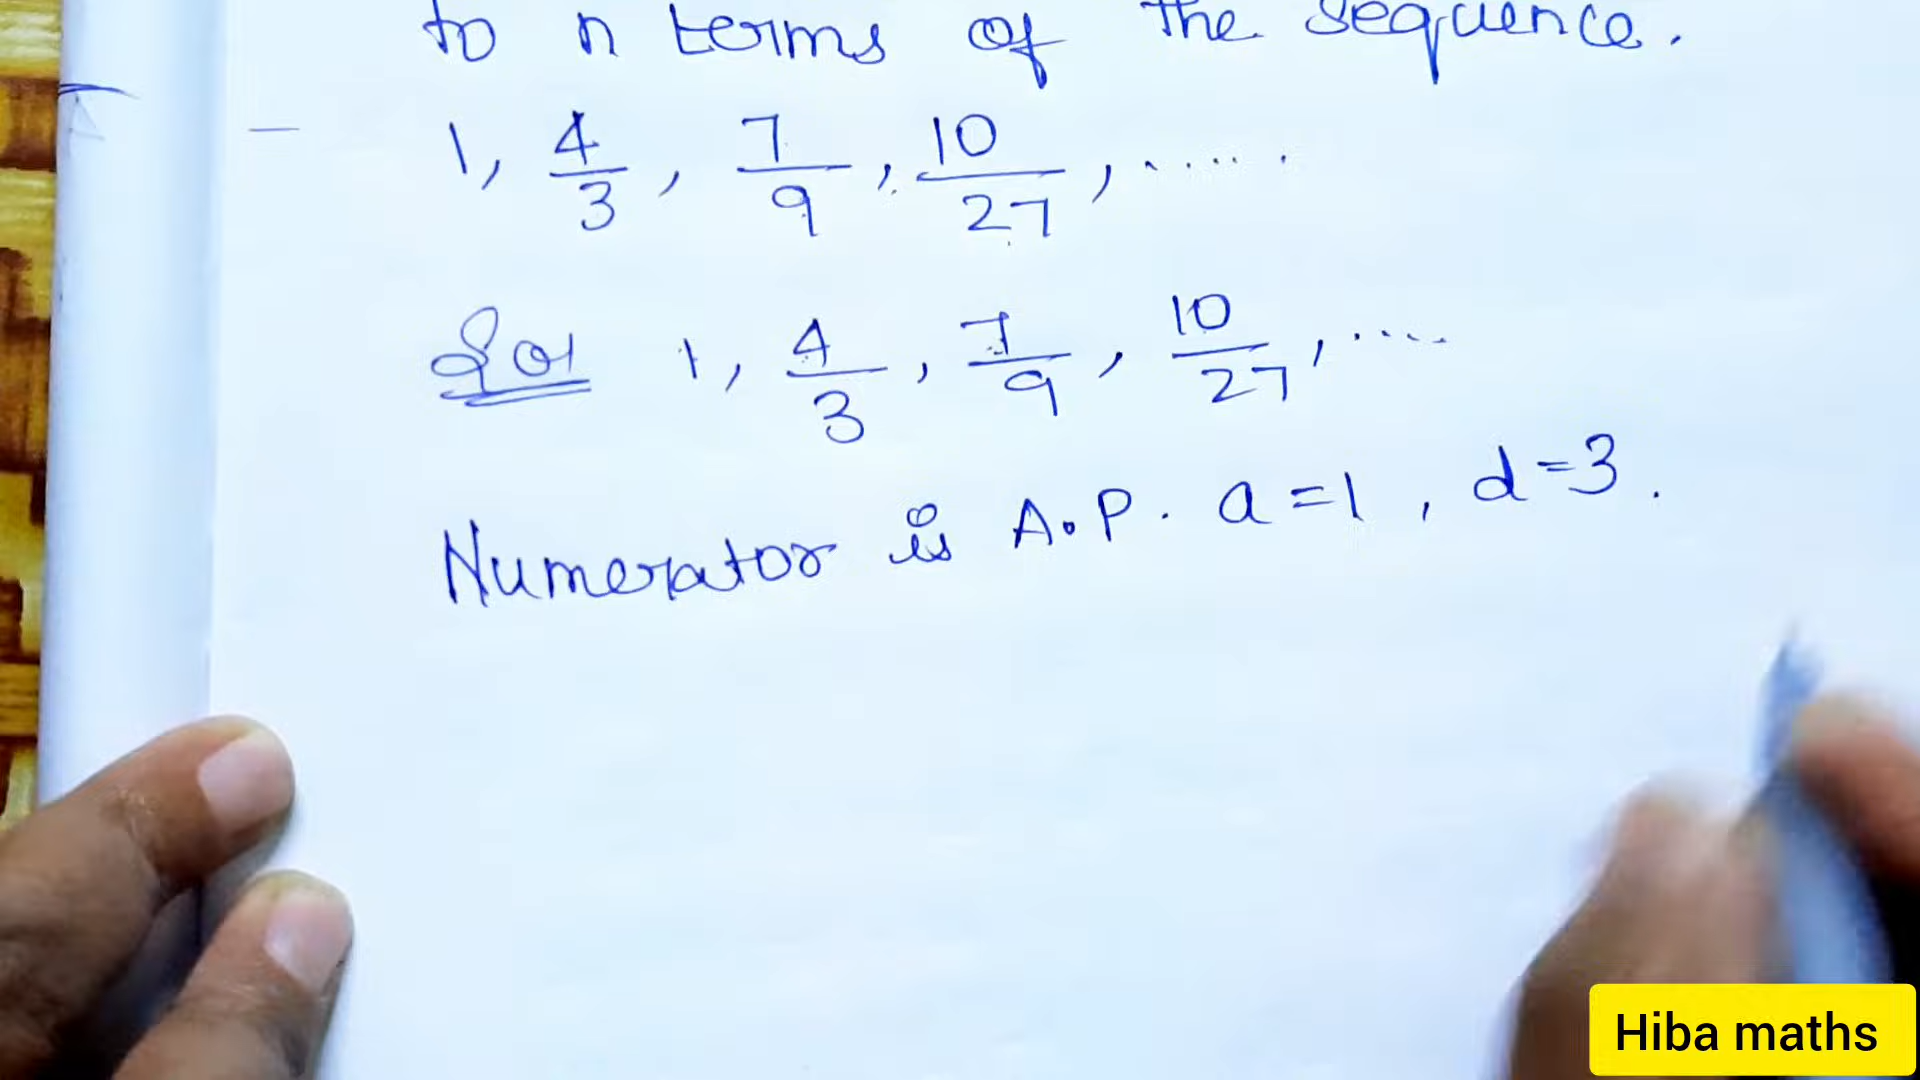 to n terms of the sequence.
1, 4/3, 7/9, 10/27, .....
Sol 1, 4/3, 7/9, 10/27, ....
Numerator is A.P. a=1, d=3.
Hiba maths